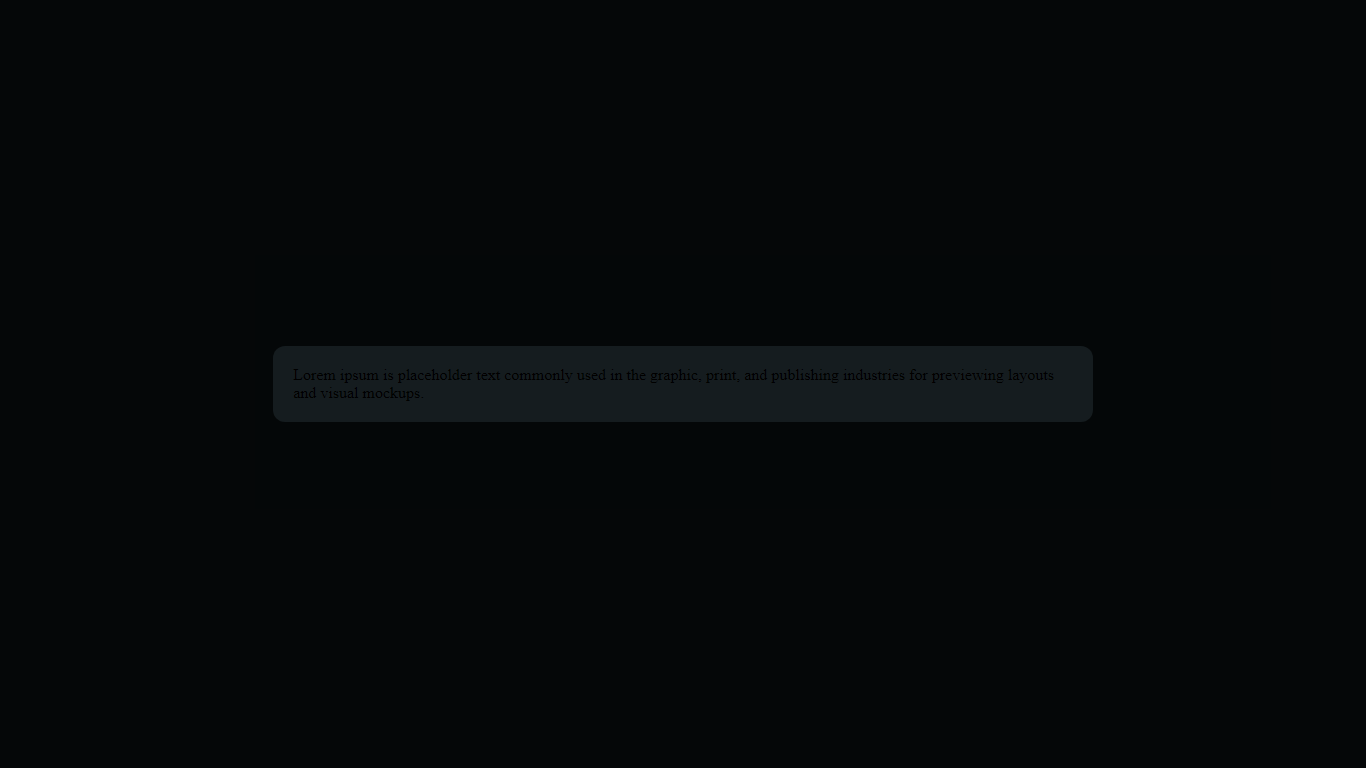 Lorem ipsum is placeholder text commonly used in the graphic, print, and publishing industries for previewing layouts
and visual mockups.